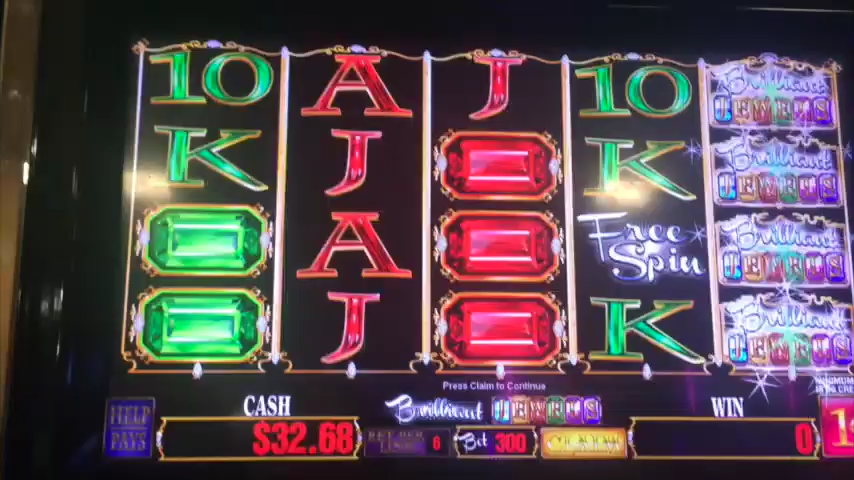 10 A J 10 Brilliant JEWELS
K J K Brilliant JEWELS
A Free Spin Brilliant JEWELS
J K Brilliant JEWELS
Press Claim to Continue
HELP PAYS
CASH
$32.68
Brilliant JEWELS
6
Bet 300
CLAIM
WIN
0